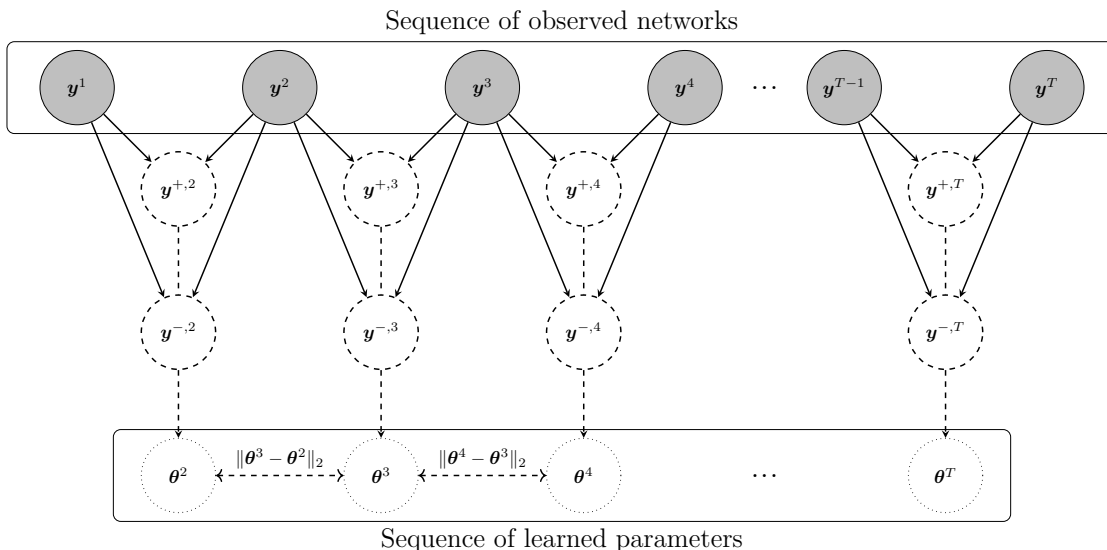 Sequence of observed networks
y¹ y² y³ y⁴ ... y^{T−1} y^T
y^{+,2} y^{+,3} y^{+,4} y^{+,T}
y^{−,2} y^{−,3} y^{−,4} y^{−,T}
‖θ³ − θ²‖₂ ‖θ⁴ − θ³‖₂
θ² θ³ θ⁴ ... θ^T
Sequence of learned parameters